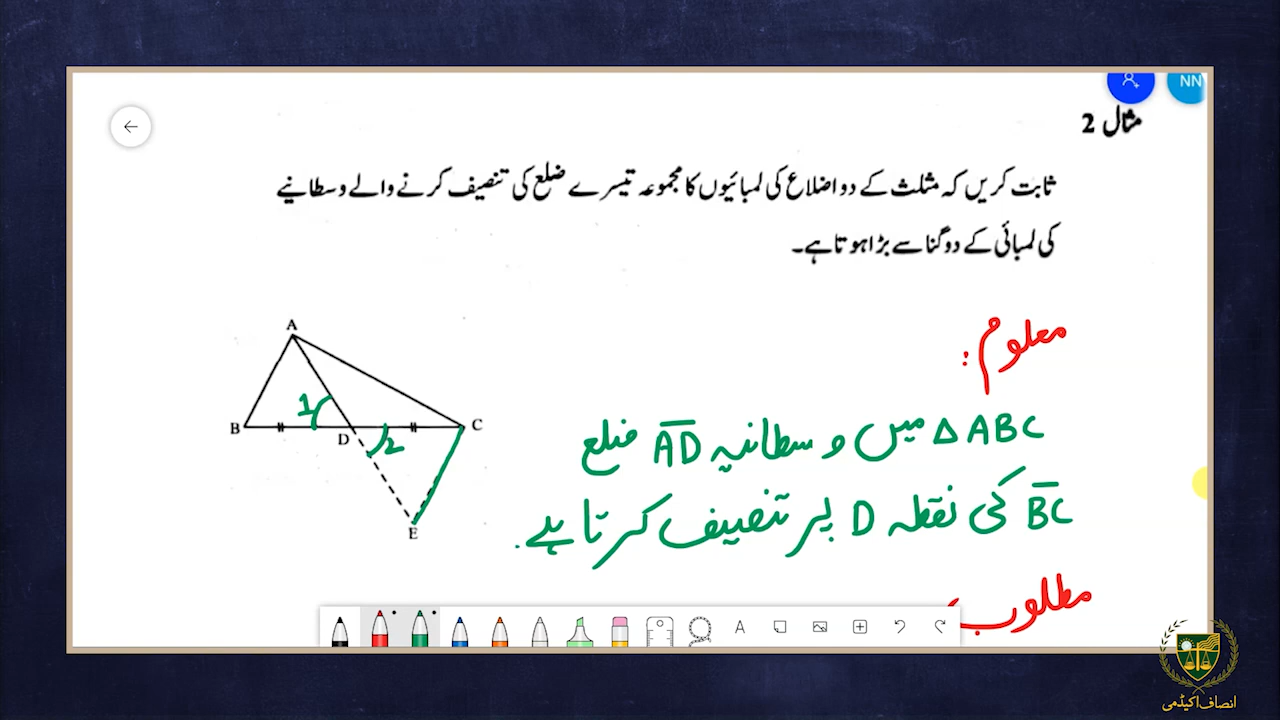 NN
مثال 2
ثابت کریں کہ مثلث کے دو اضلاع کی لمبائیوں کا مجموعہ تیسرے ضلع کی تنصیف کرنے والے وسطانیے
کی لمبائی کے دوگنا سے بڑا ہوتا ہے۔
معلوم :
△ABC میں وسطانیہ AD ضلع
BC کی نقطہ D پر تنصیف کرتا ہے.
مطلوب
A
B
D
C
E
1
2
A
انصاف اکیڈمی